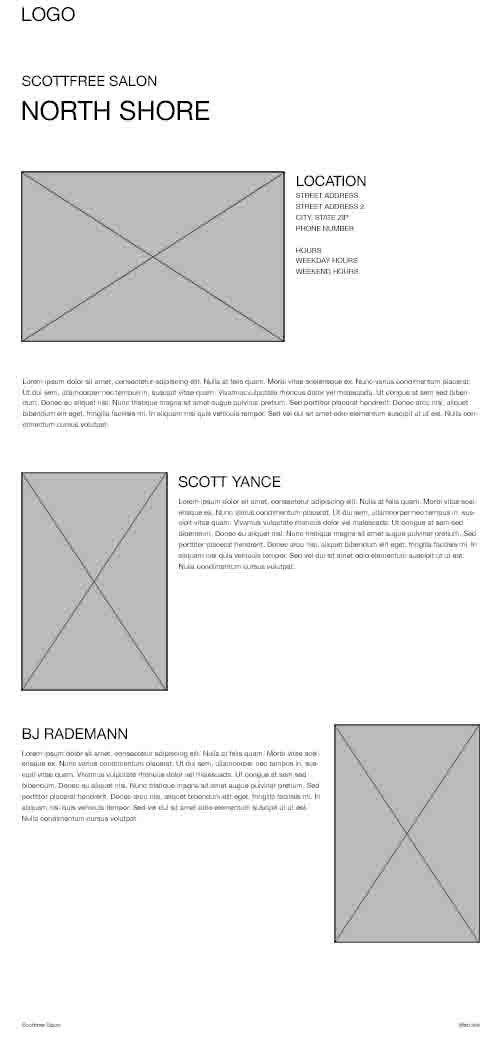 LOGO
SCOTTFREE SALON
NORTH SHORE
LOCATION
STREET ADDRESS
STREET ADDRESS 2
CITY, STATE ZIP
PHONE NUMBER
HOURS
WEEKDAY HOURS
WEEKEND HOURS
Lorem ipsum dolor sit amet, consectetur adipiscing elit. Nulla at felis quam. Morbi vitae scelerisque ex. Nunc varius condimentum placerat.
Ut dui sem, ullamcorper nec tempus in, suscipit vitae quam. Vivamus vulputate rhoncus dolor vel malesuada. Ut congue at sem sed biben-
dum. Donec eu aliquet nisl. Nunc tristique magna sit amet augue pulvinar pretium. Sed porttitor placerat hendrerit. Donec arcu nisi, aliquet
bibendum elit eget, fringilla facilisis mi. In aliquam nisi quis vehicula tempor. Sed vel dui sit amet odio elementum suscipit ut ut est. Nulla con-
dimentum cursus volutpat.
SCOTT YANCE
Lorem ipsum dolor sit amet, consectetur adipiscing elit. Nulla at felis quam. Morbi vitae scel-
erisque ex. Nunc varius condimentum placerat. Ut dui sem, ullamcorper nec tempus in, sus-
cipit vitae quam. Vivamus vulputate rhoncus dolor vel malesuada. Ut congue at sem sed
bibendum. Donec eu aliquet nisl. Nunc tristique magna sit amet augue pulvinar pretium. Sed
porttitor placerat hendrerit. Donec arcu nisi, aliquet bibendum elit eget, fringilla facilisis mi. In
aliquam nisi quis vehicula tempor. Sed vel dui sit amet odio elementum suscipit ut ut est.
Nulla condimentum cursus volutpat.
BJ RADEMANN
Lorem ipsum dolor sit amet, consectetur adipiscing elit. Nulla at felis quam. Morbi vitae scel-
erisque ex. Nunc varius condimentum placerat. Ut dui sem, ullamcorper nec tempus in, sus-
cipit vitae quam. Vivamus vulputate rhoncus dolor vel malesuada. Ut congue at sem sed
bibendum. Donec eu aliquet nisl. Nunc tristique magna sit amet augue pulvinar pretium. Sed
porttitor placerat hendrerit. Donec arcu nisi, aliquet bibendum elit eget, fringilla facilisis mi. In
aliquam nisi quis vehicula tempor. Sed vel dui sit amet odio elementum suscipit ut ut est.
Nulla condimentum cursus volutpat.
Scottfree Salon